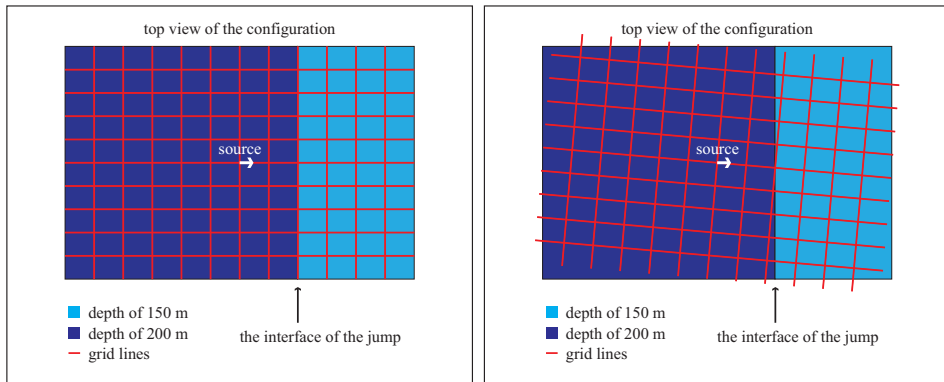 top view of the configuration
source
depth of 150 m
depth of 200 m
grid lines
the interface of the jump
top view of the configuration
source
depth of 150 m
depth of 200 m
grid lines
the interface of the jump